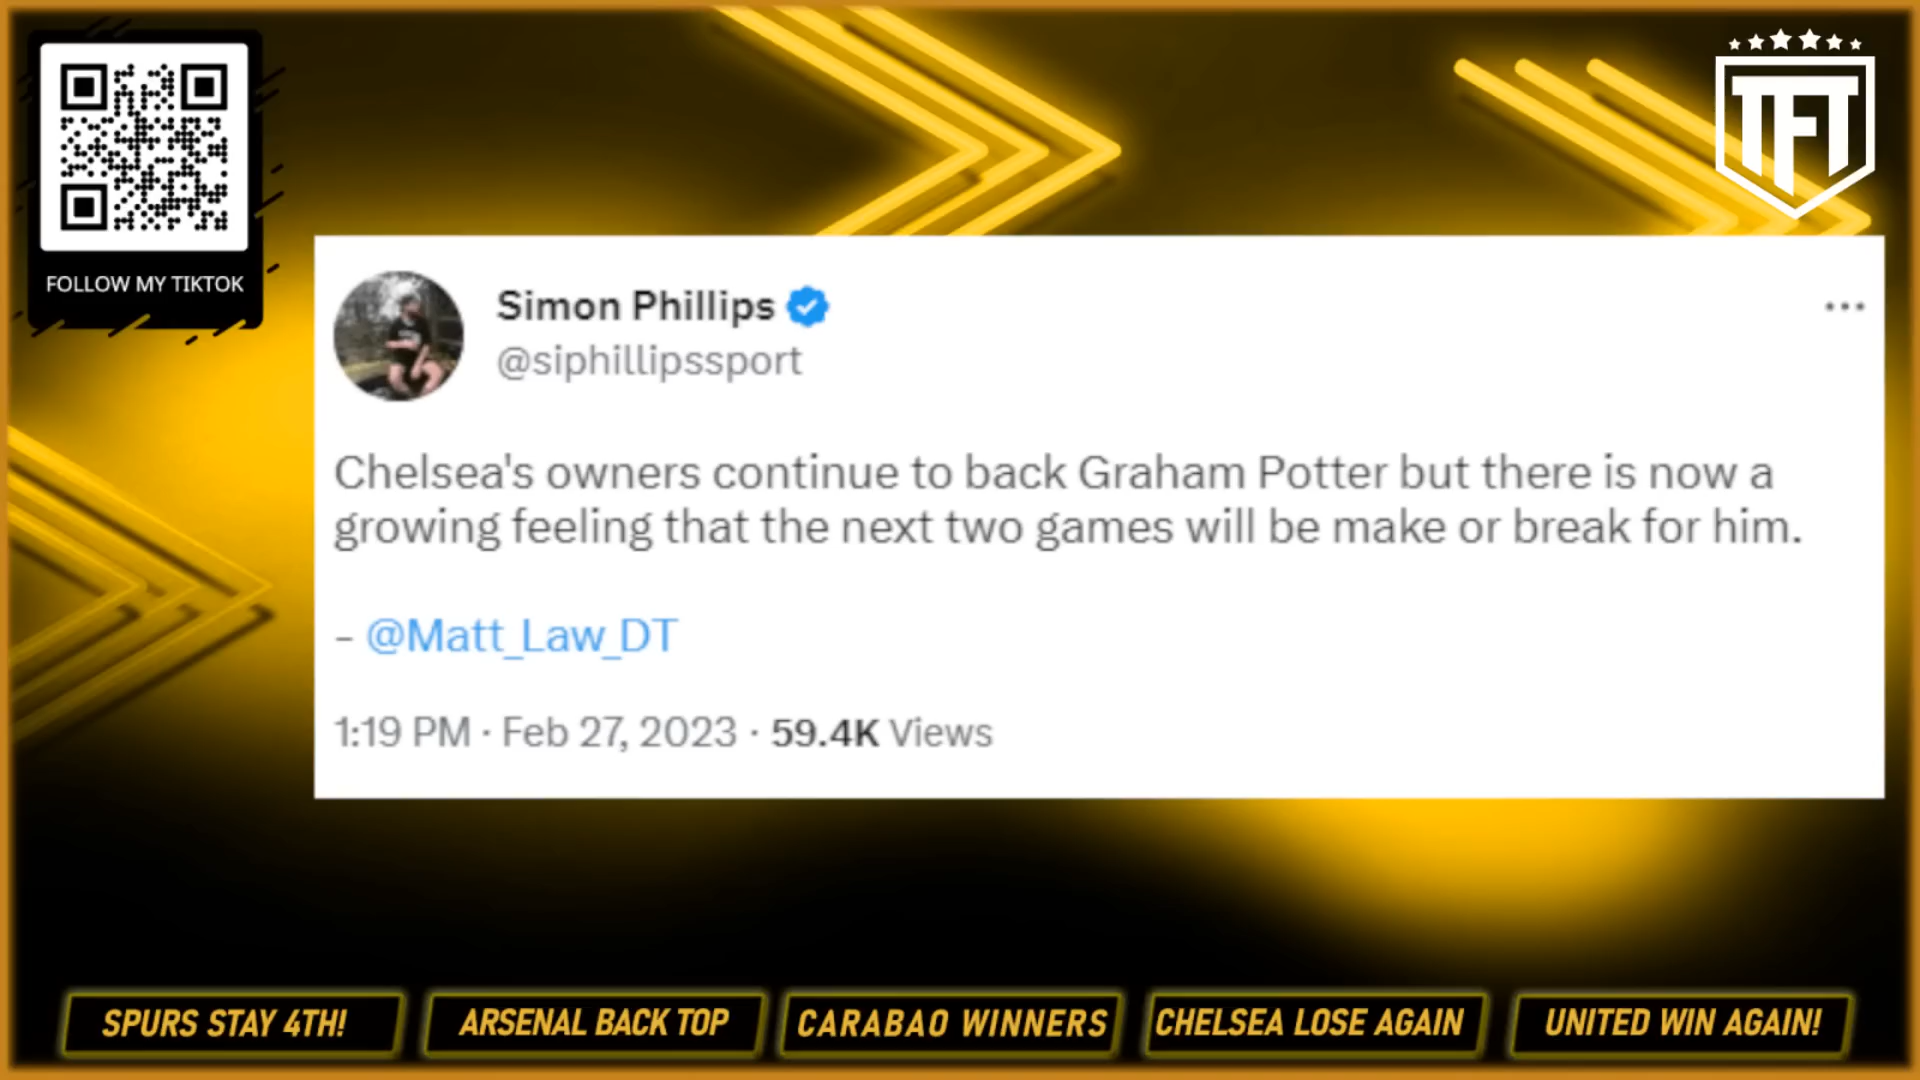 FOLLOW MY TIKTOK
TFT
Simon Phillips
@siphillipssport
Chelsea's owners continue to back Graham Potter but there is now a
growing feeling that the next two games will be make or break for him.
- @Matt_Law_DT
1:19 PM · Feb 27, 2023 · 59.4K Views
SPURS STAY 4TH!
ARSENAL BACK TOP
CARABAO WINNERS
CHELSEA LOSE AGAIN
UNITED WIN AGAIN!